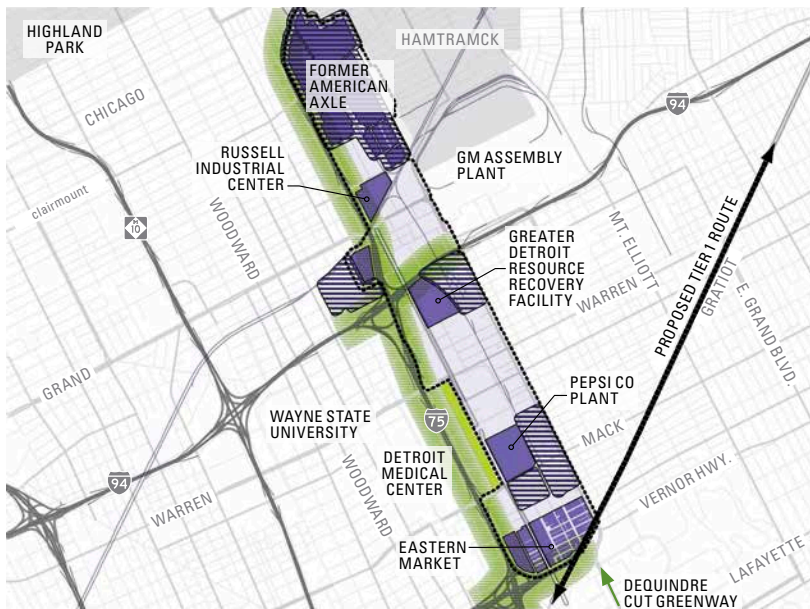 HIGHLAND
PARK
HAMTRAMCK
FORMER
AMERICAN
AXLE
94
CHICAGO
RUSSELL
INDUSTRIAL
CENTER
GM ASSEMBLY
PLANT
clairmount
M
10
WOODWARD
MT. ELLIOTT
PROPOSED TIER 1 ROUTE
GRATIOT
E. GRAND BLVD.
GREATER
DETROIT
RESOURCE
RECOVERY
FACILITY
WARREN
GRAND
PEPSI CO
PLANT
WAYNE STATE
UNIVERSITY
75
MACK
WOODWARD
DETROIT
MEDICAL
CENTER
94
WARREN
VERNOR HWY.
EASTERN
MARKET
LAFAYETTE
DEQUINDRE
CUT GREENWAY